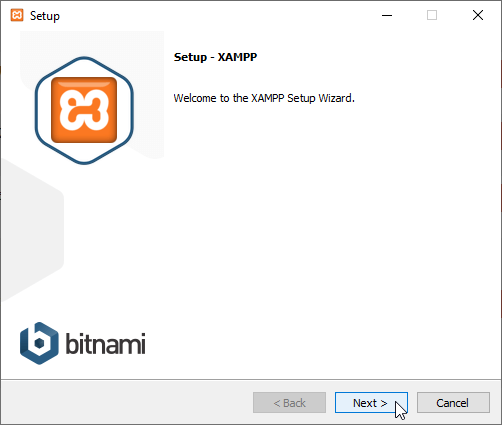 Setup
Setup - XAMPP
Welcome to the XAMPP Setup Wizard.
bitnami
< Back
Next >
Cancel